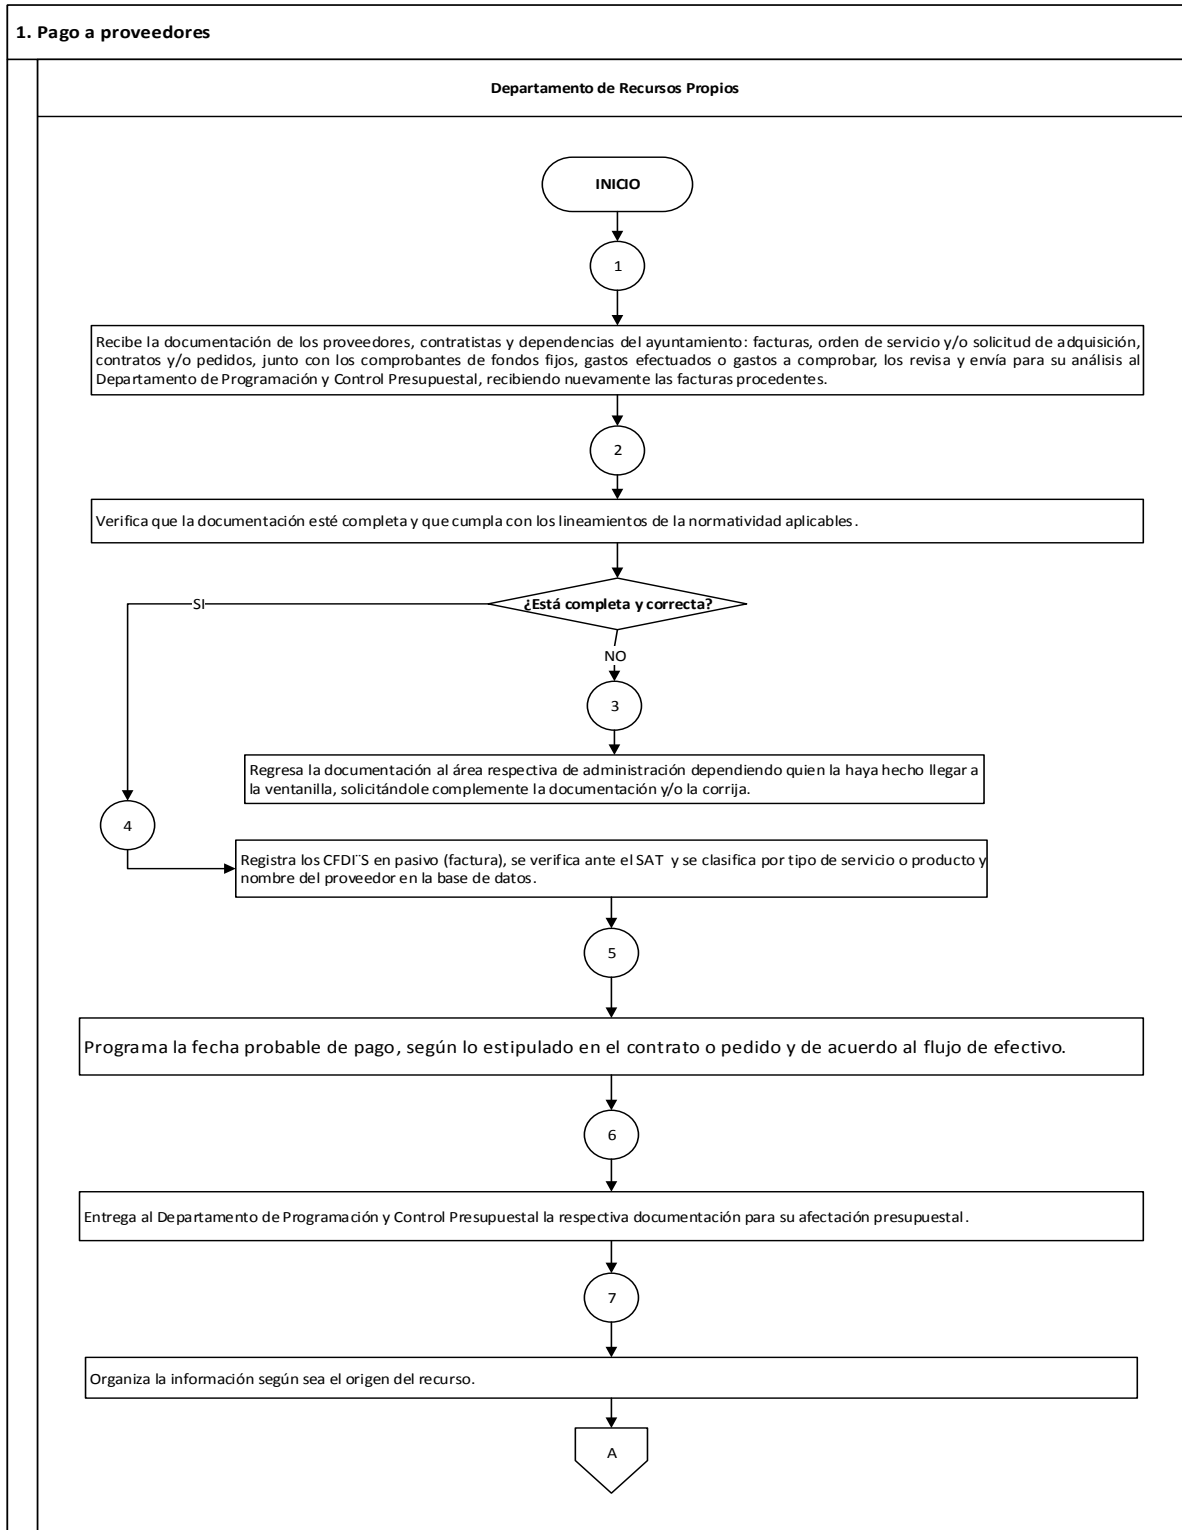 1. Pago a proveedores
Departamento de Recursos Propios
INICIO
1
Recibe la documentación de los proveedores, contratistas y dependencias del ayuntamiento: facturas, orden de servicio y/o solicitud de adquisición,
contratos y/o pedidos, junto con los comprobantes de fondos fijos, gastos efectuados o gastos a comprobar, los revisa y envía para su análisis al
Departamento de Programación y Control Presupuestal, recibiendo nuevamente las facturas procedentes.
2
Verifica que la documentación esté completa y que cumpla con los lineamientos de la normatividad aplicables.
¿Está completa y correcta?
SI
NO
3
Regresa la documentación al área respectiva de administración dependiendo quien la haya hecho llegar a
la ventanilla, solicitándole complemente la documentación y/o la corrija.
4
Registra los CFDI¨S en pasivo (factura), se verifica ante el SAT y se clasifica por tipo de servicio o producto y
nombre del proveedor en la base de datos.
5
Programa la fecha probable de pago, según lo estipulado en el contrato o pedido y de acuerdo al flujo de efectivo.
6
Entrega al Departamento de Programación y Control Presupuestal la respectiva documentación para su afectación presupuestal.
7
Organiza la información según sea el origen del recurso.
A